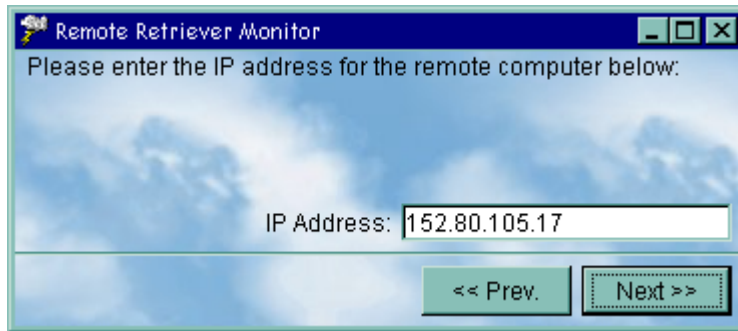 Remote Retriever Monitor
Please enter the IP address for the remote computer below:
IP Address: 152.80.105.17
<< Prev. Next >>